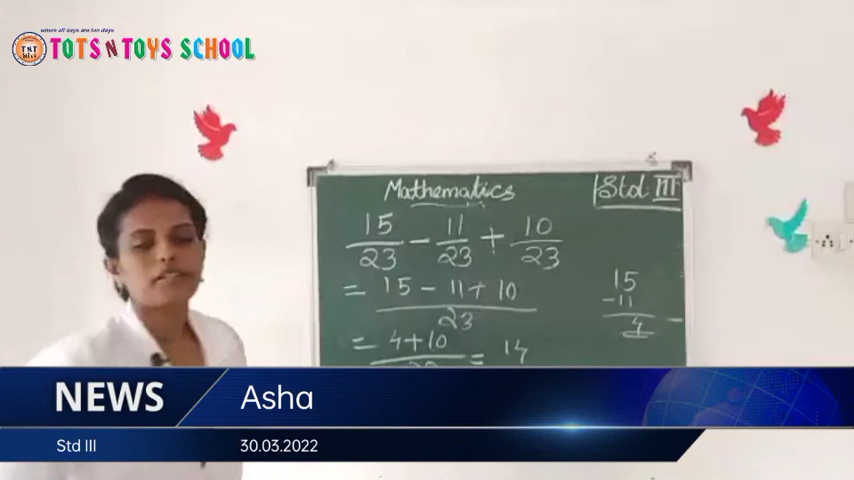 where all days are fun days
TOTS N TOYS SCHOOL
TNT
Mathematics
Std III
15/23 - 11/23 + 10/23
= 15 - 11 + 10 / 23
15
-11
4
= 4+10 / = 14
NEWS Asha
Std III 30.03.2022